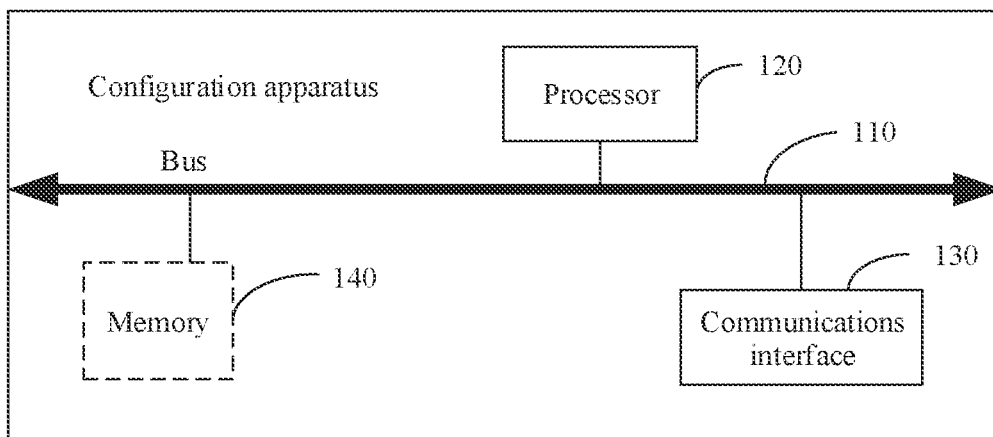 Configuration apparatus
Processor
120
110
Bus
Memory
140
130
Communications
interface